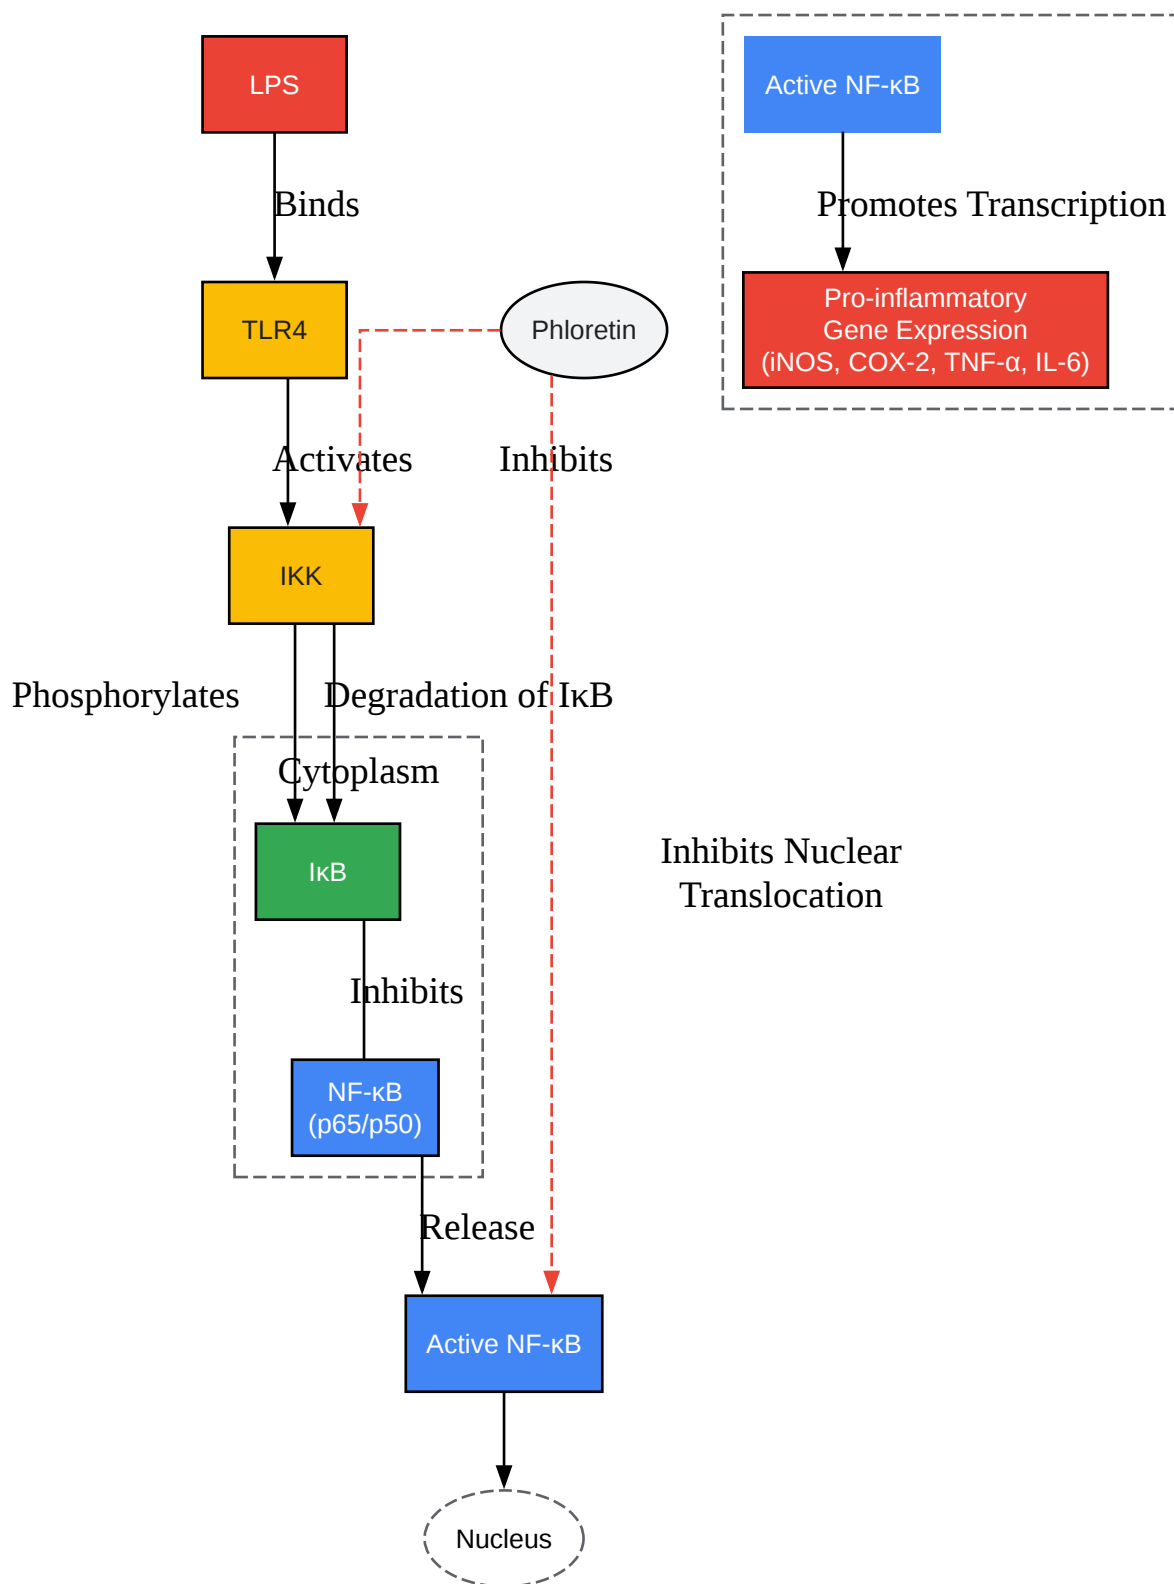 LPS
Active NF-κB
Binds
Promotes Transcription
TLR4
Phloretin
Pro-inflammatory
Gene Expression
(iNOS, COX-2, TNF-α, IL-6)
Activates
Inhibits
IKK
Phosphorylates
Degradation of IκB
Cytoplasm
IκB
Inhibits Nuclear
Translocation
Inhibits
NF-κB
(p65/p50)
Release
Active NF-κB
Nucleus